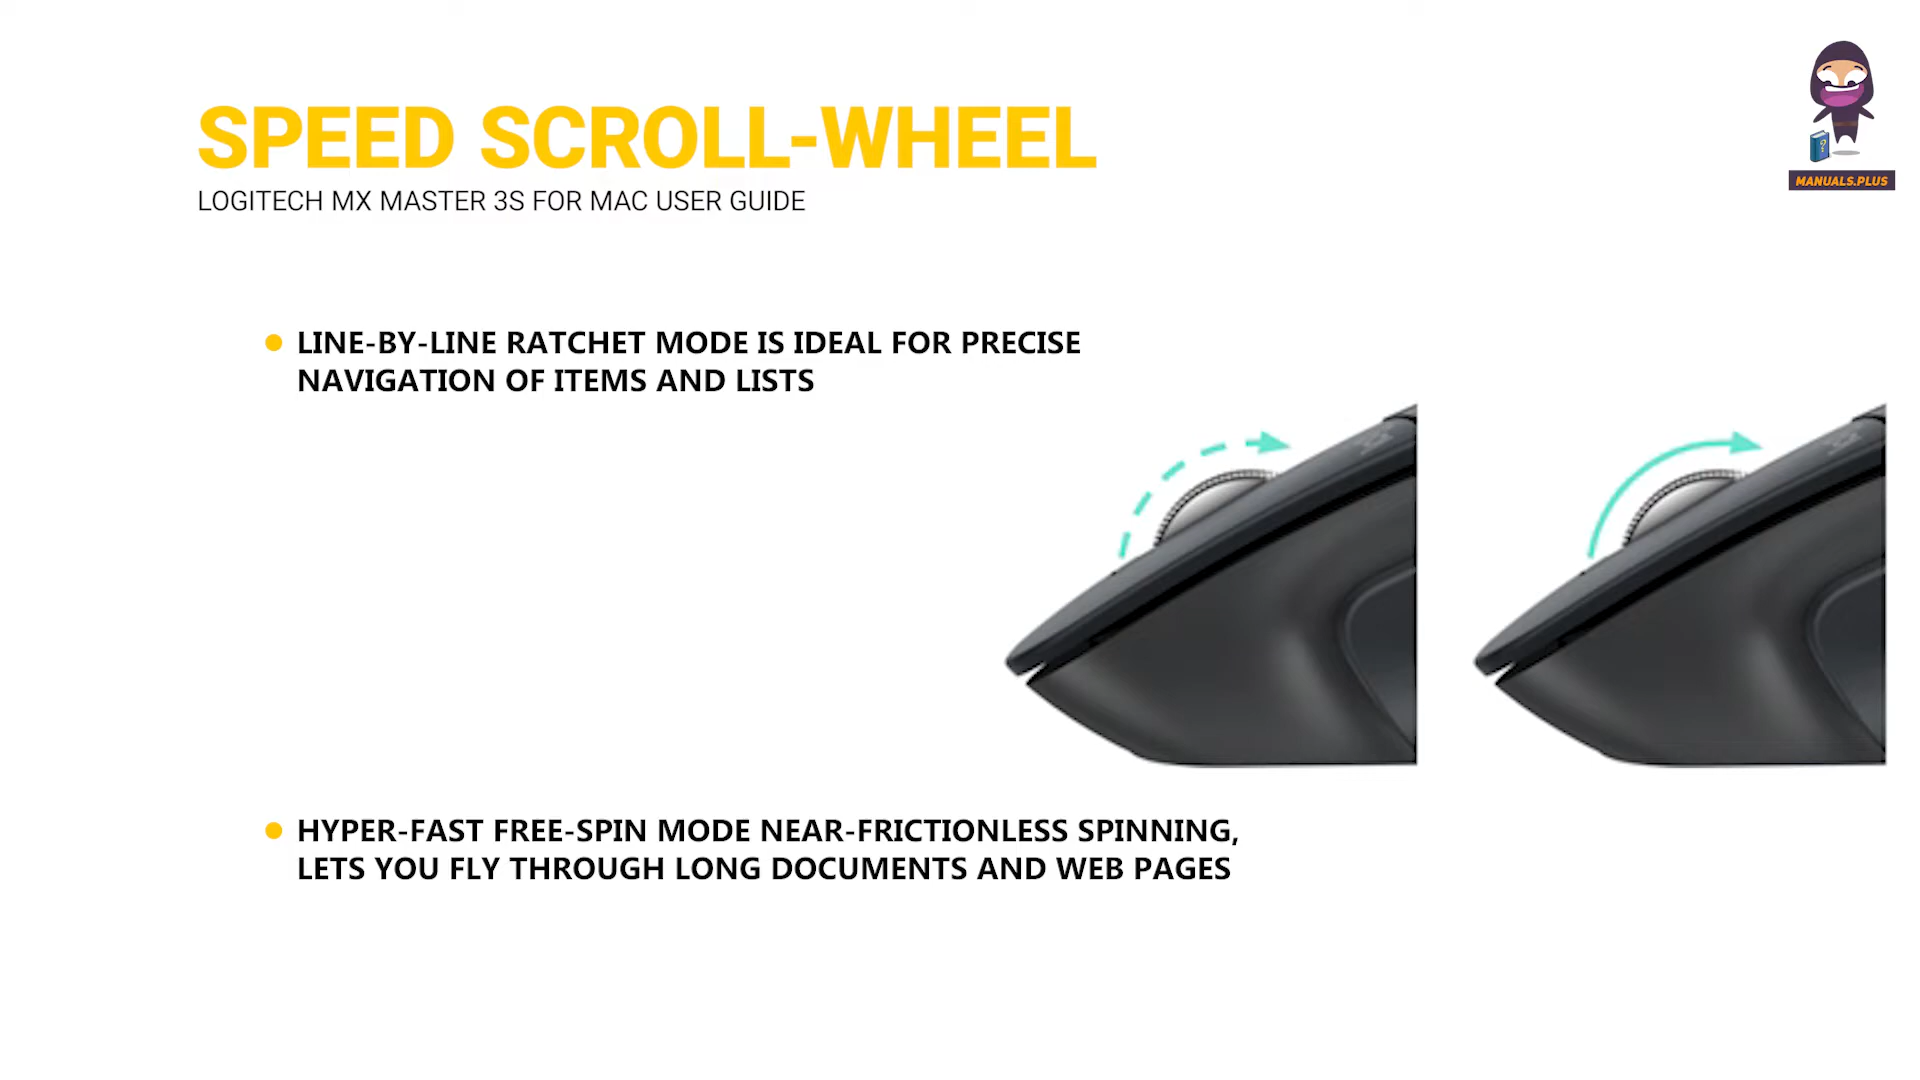 SPEED SCROLL-WHEEL
LOGITECH MX MASTER 3S FOR MAC USER GUIDE
MANUALS.PLUS
LINE-BY-LINE RATCHET MODE IS IDEAL FOR PRECISE
NAVIGATION OF ITEMS AND LISTS
HYPER-FAST FREE-SPIN MODE NEAR-FRICTIONLESS SPINNING,
LETS YOU FLY THROUGH LONG DOCUMENTS AND WEB PAGES